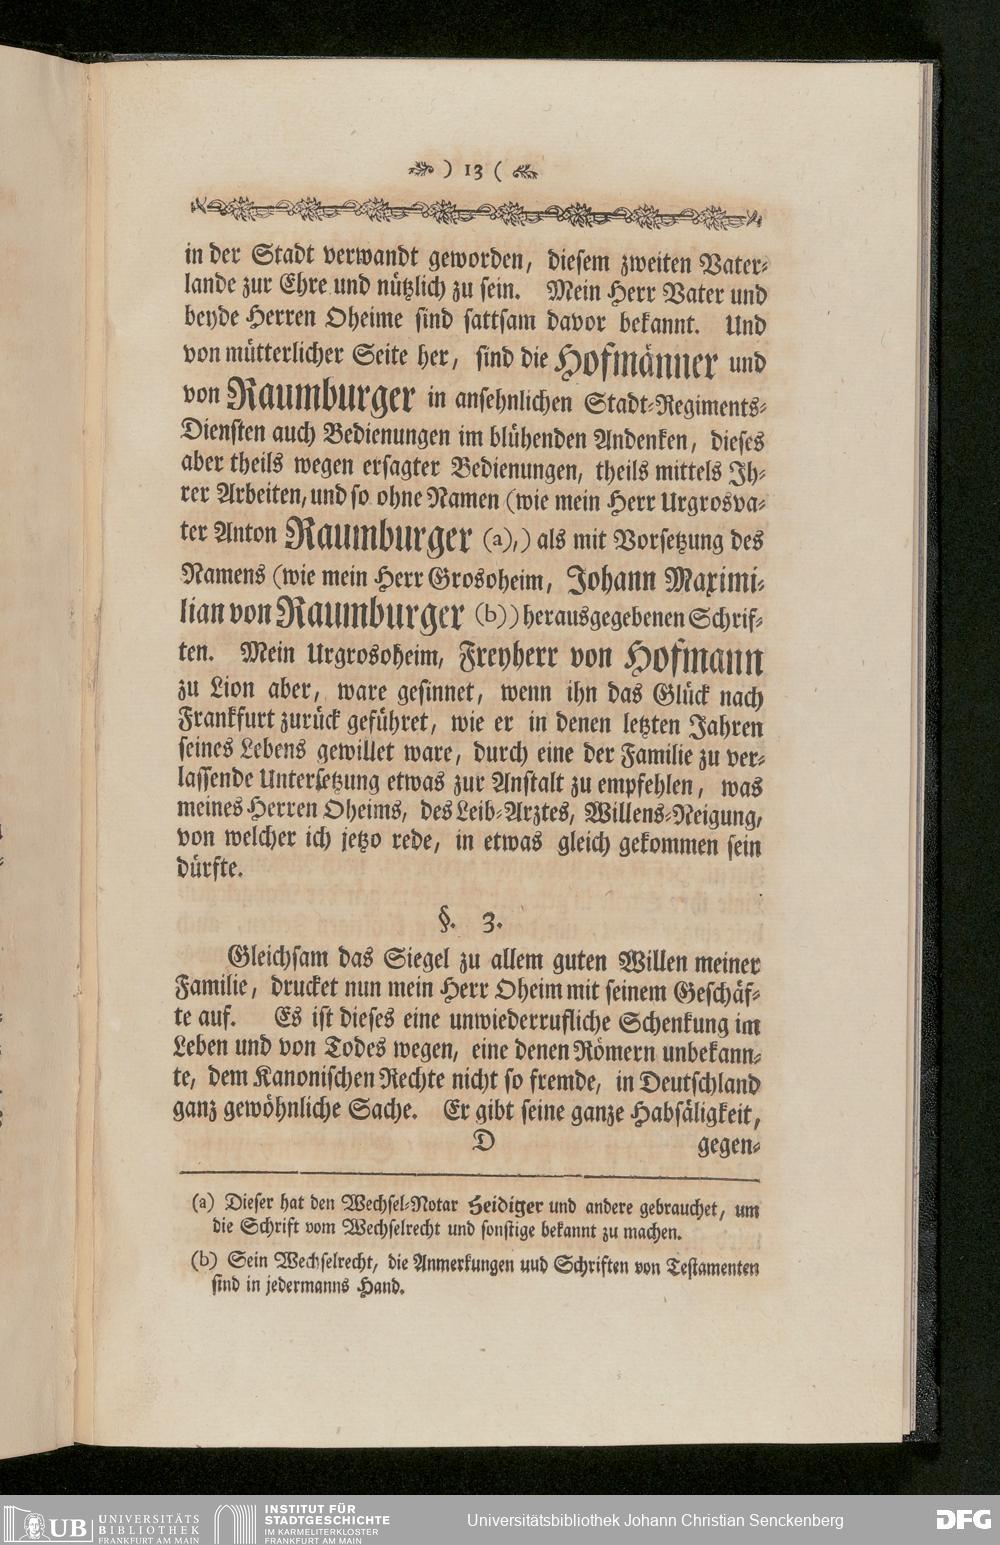 ) 13 (
in der Stadt verwandt geworden, diesem zweiten Vater-
lande zur Ehre und nützlich zu sein. Mein Herr Vater und
beyde Herren Oheime sind sattsam davor bekannt. Und
von mütterlicher Seite her, sind die Hofmänner und
von Raumburger in ansehnlichen Stadt-Regiments-
Diensten auch Bedienungen im blühenden Andenken, dieses
aber theils wegen ersagter Bedienungen, theils mittels Ih-
rer Arbeiten, und so ohne Namen (wie mein Herr Urgrosva-
ter Anton Raumburger (a),) als mit Vorsetzung des
Namens (wie mein Herr Grosoheim, Johann Maximi-
lian von Raumburger (b)) herausgegebenen Schrif-
ten. Mein Urgrosoheim, Freyherr von Hofmann
zu Lion aber, ware gesinnet, wenn ihn das Glück nach
Frankfurt zurück geführet, wie er in denen letzten Jahren
seines Lebens gewillet ware, durch eine der Familie zu ver-
lassende Untersetzung etwas zur Anstalt zu empfehlen, was
meines Herren Oheims, des Leib-Arztes, Willens-Neigung,
von welcher ich jetzo rede, in etwas gleich gekommen sein
dürfte.
§. 3.
Gleichsam das Siegel zu allem guten Willen meiner
Familie, drucket nun mein Herr Oheim mit seinem Geschäf-
te auf. Es ist dieses eine unwiederrufliche Schenkung im
Leben und von Todes wegen, eine denen Römern unbekann-
te, dem Kanonischen Rechte nicht so fremde, in Deutschland
ganz gewöhnliche Sache. Er gibt seine ganze Habsäligkeit,
D gegen-
(a) Dieser hat den Wechsel-Notar Heidiger und andere gebrauchet, um
die Schrift vom Wechselrecht und sonstige bekannt zu machen.
(b) Sein Wechselrecht, die Anmerkungen uud Schriften von Testamenten
sind in jedermanns Hand.
UB UNIVERSITÄTS
BIBLIOTHEK
FRANKFURT AM MAIN
INSTITUT FÜR
STADTGESCHICHTE
IM KARMELITERKLOSTER
FRANKFURT AM MAIN
Universitätsbibliothek Johann Christian Senckenberg
DFG